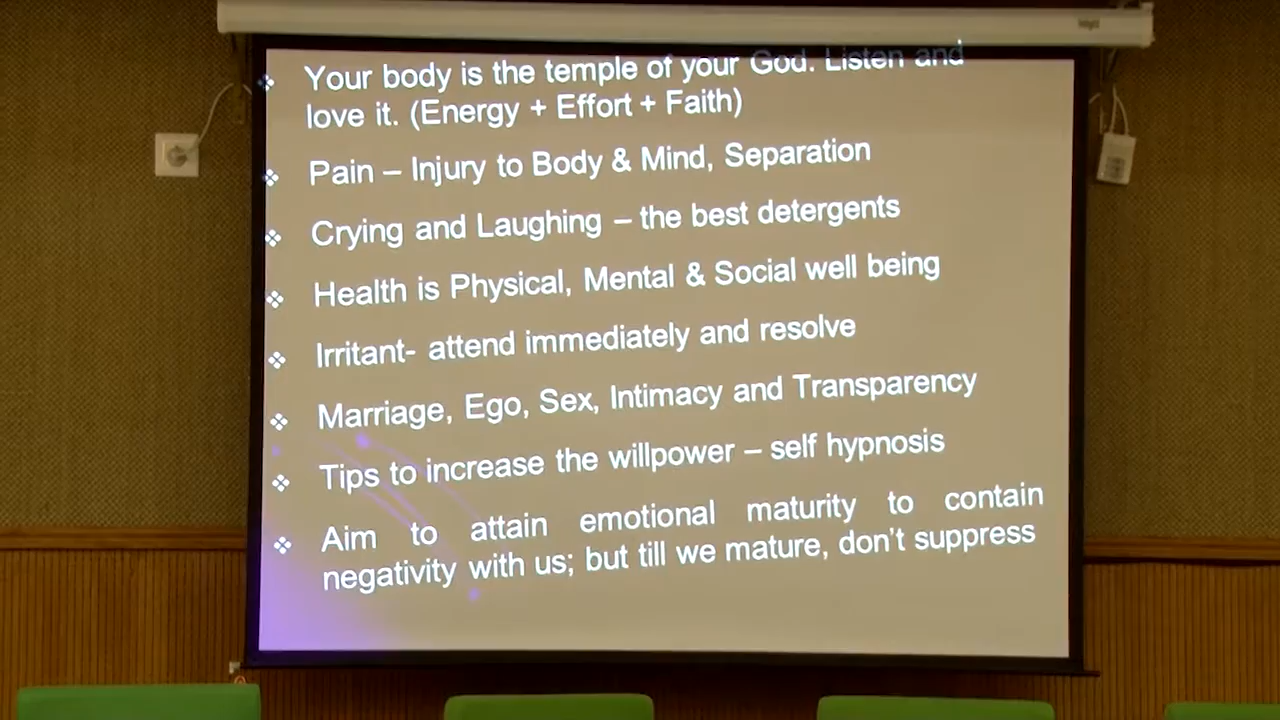 Your body is the temple of your God. Listen and
love it. (Energy + Effort + Faith)
Pain – Injury to Body & Mind, Separation
Crying and Laughing – the best detergents
Health is Physical, Mental & Social well being
Irritant- attend immediately and resolve
Marriage, Ego, Sex, Intimacy and Transparency
Tips to increase the willpower – self hypnosis
Aim to attain emotional maturity to contain
negativity with us; but till we mature, don't suppress